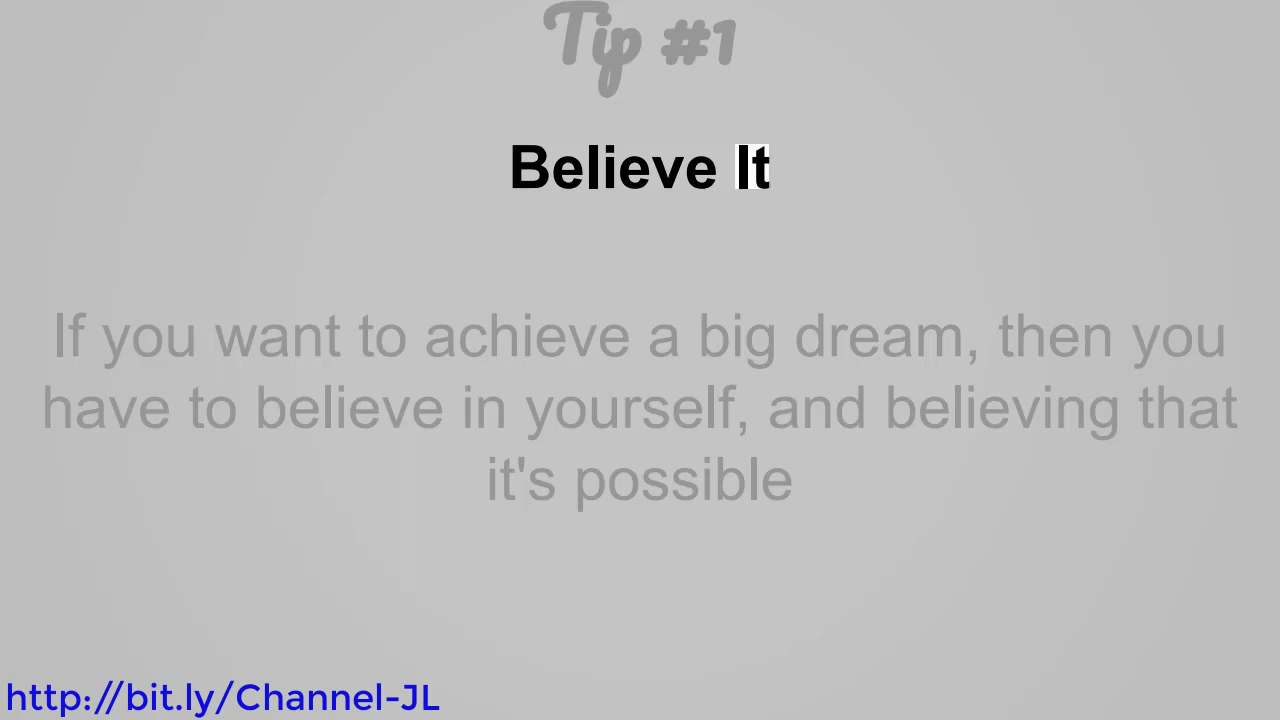 Tip #1
Believe It
If you want to achieve a big dream, then you
have to believe in yourself, and believing that
it's possible
http://bit.ly/Channel-JL